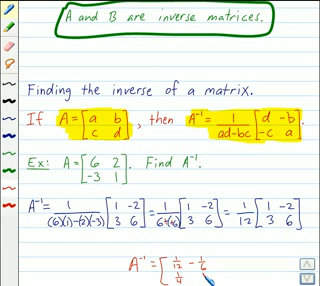 A and B are inverse matrices.
Finding the inverse of a matrix.
If A = [a b; c d], then A⁻¹ = 1/(ad-bc) [d -b; -c a]
Ex: A = [6 2; -3 1]. Find A⁻¹.
A⁻¹ = 1/((6)(1)-(2)(-3)) [1 -2; 3 6] = 1/(6+(+6)) [1 -2; 3 6] = 1/12 [1 -2; 3 6]
A⁻¹ = [1/12 -1/6; 1/4